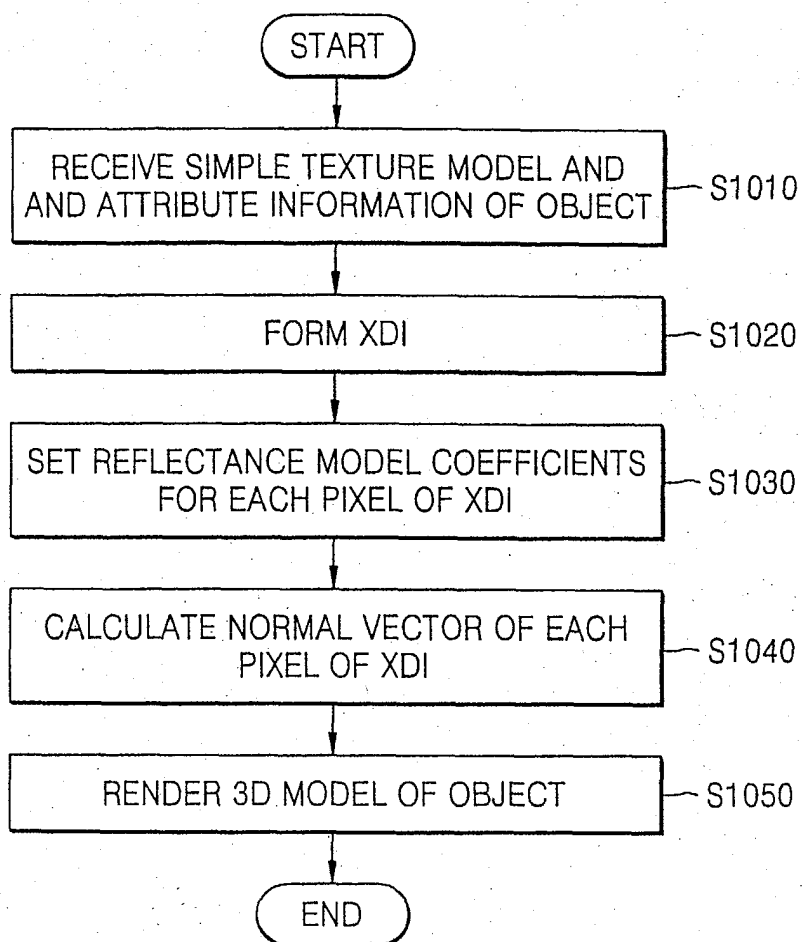 START
RECEIVE SIMPLE TEXTURE MODEL AND
AND ATTRIBUTE INFORMATION OF OBJECT
S1010
FORM XDI
S1020
SET REFLECTANCE MODEL COEFFICIENTS
FOR EACH PIXEL OF XDI
S1030
CALCULATE NORMAL VECTOR OF EACH
PIXEL OF XDI
S1040
RENDER 3D MODEL OF OBJECT
S1050
END